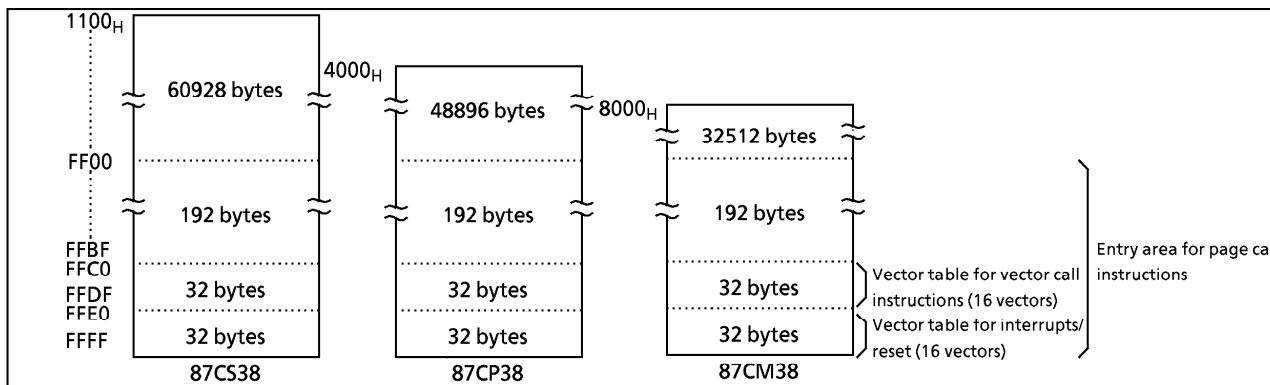 1100H
4000H
8000H
60928 bytes
48896 bytes
32512 bytes
FF00
192 bytes
192 bytes
192 bytes
FFBF
FFC0
Entry area for page ca
instructions
Vector table for vector call
instructions (16 vectors)
FFDF
32 bytes
32 bytes
32 bytes
FFE0
Vector table for interrupts/
reset (16 vectors)
FFFF
32 bytes
32 bytes
32 bytes
87CS38
87CP38
87CM38